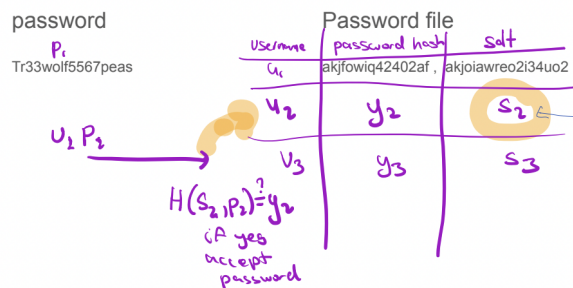 password
Password file
P₁
username password hash salt
Tr33wolf5567peas
u₁ akjfowiq42402af , akjoiawreo2i34uo2
u₂ y₂ s₂
U₂ P₂
U₃ y₃ S₃
H(S₂,P₂)≟y₂
if yes
accept
password